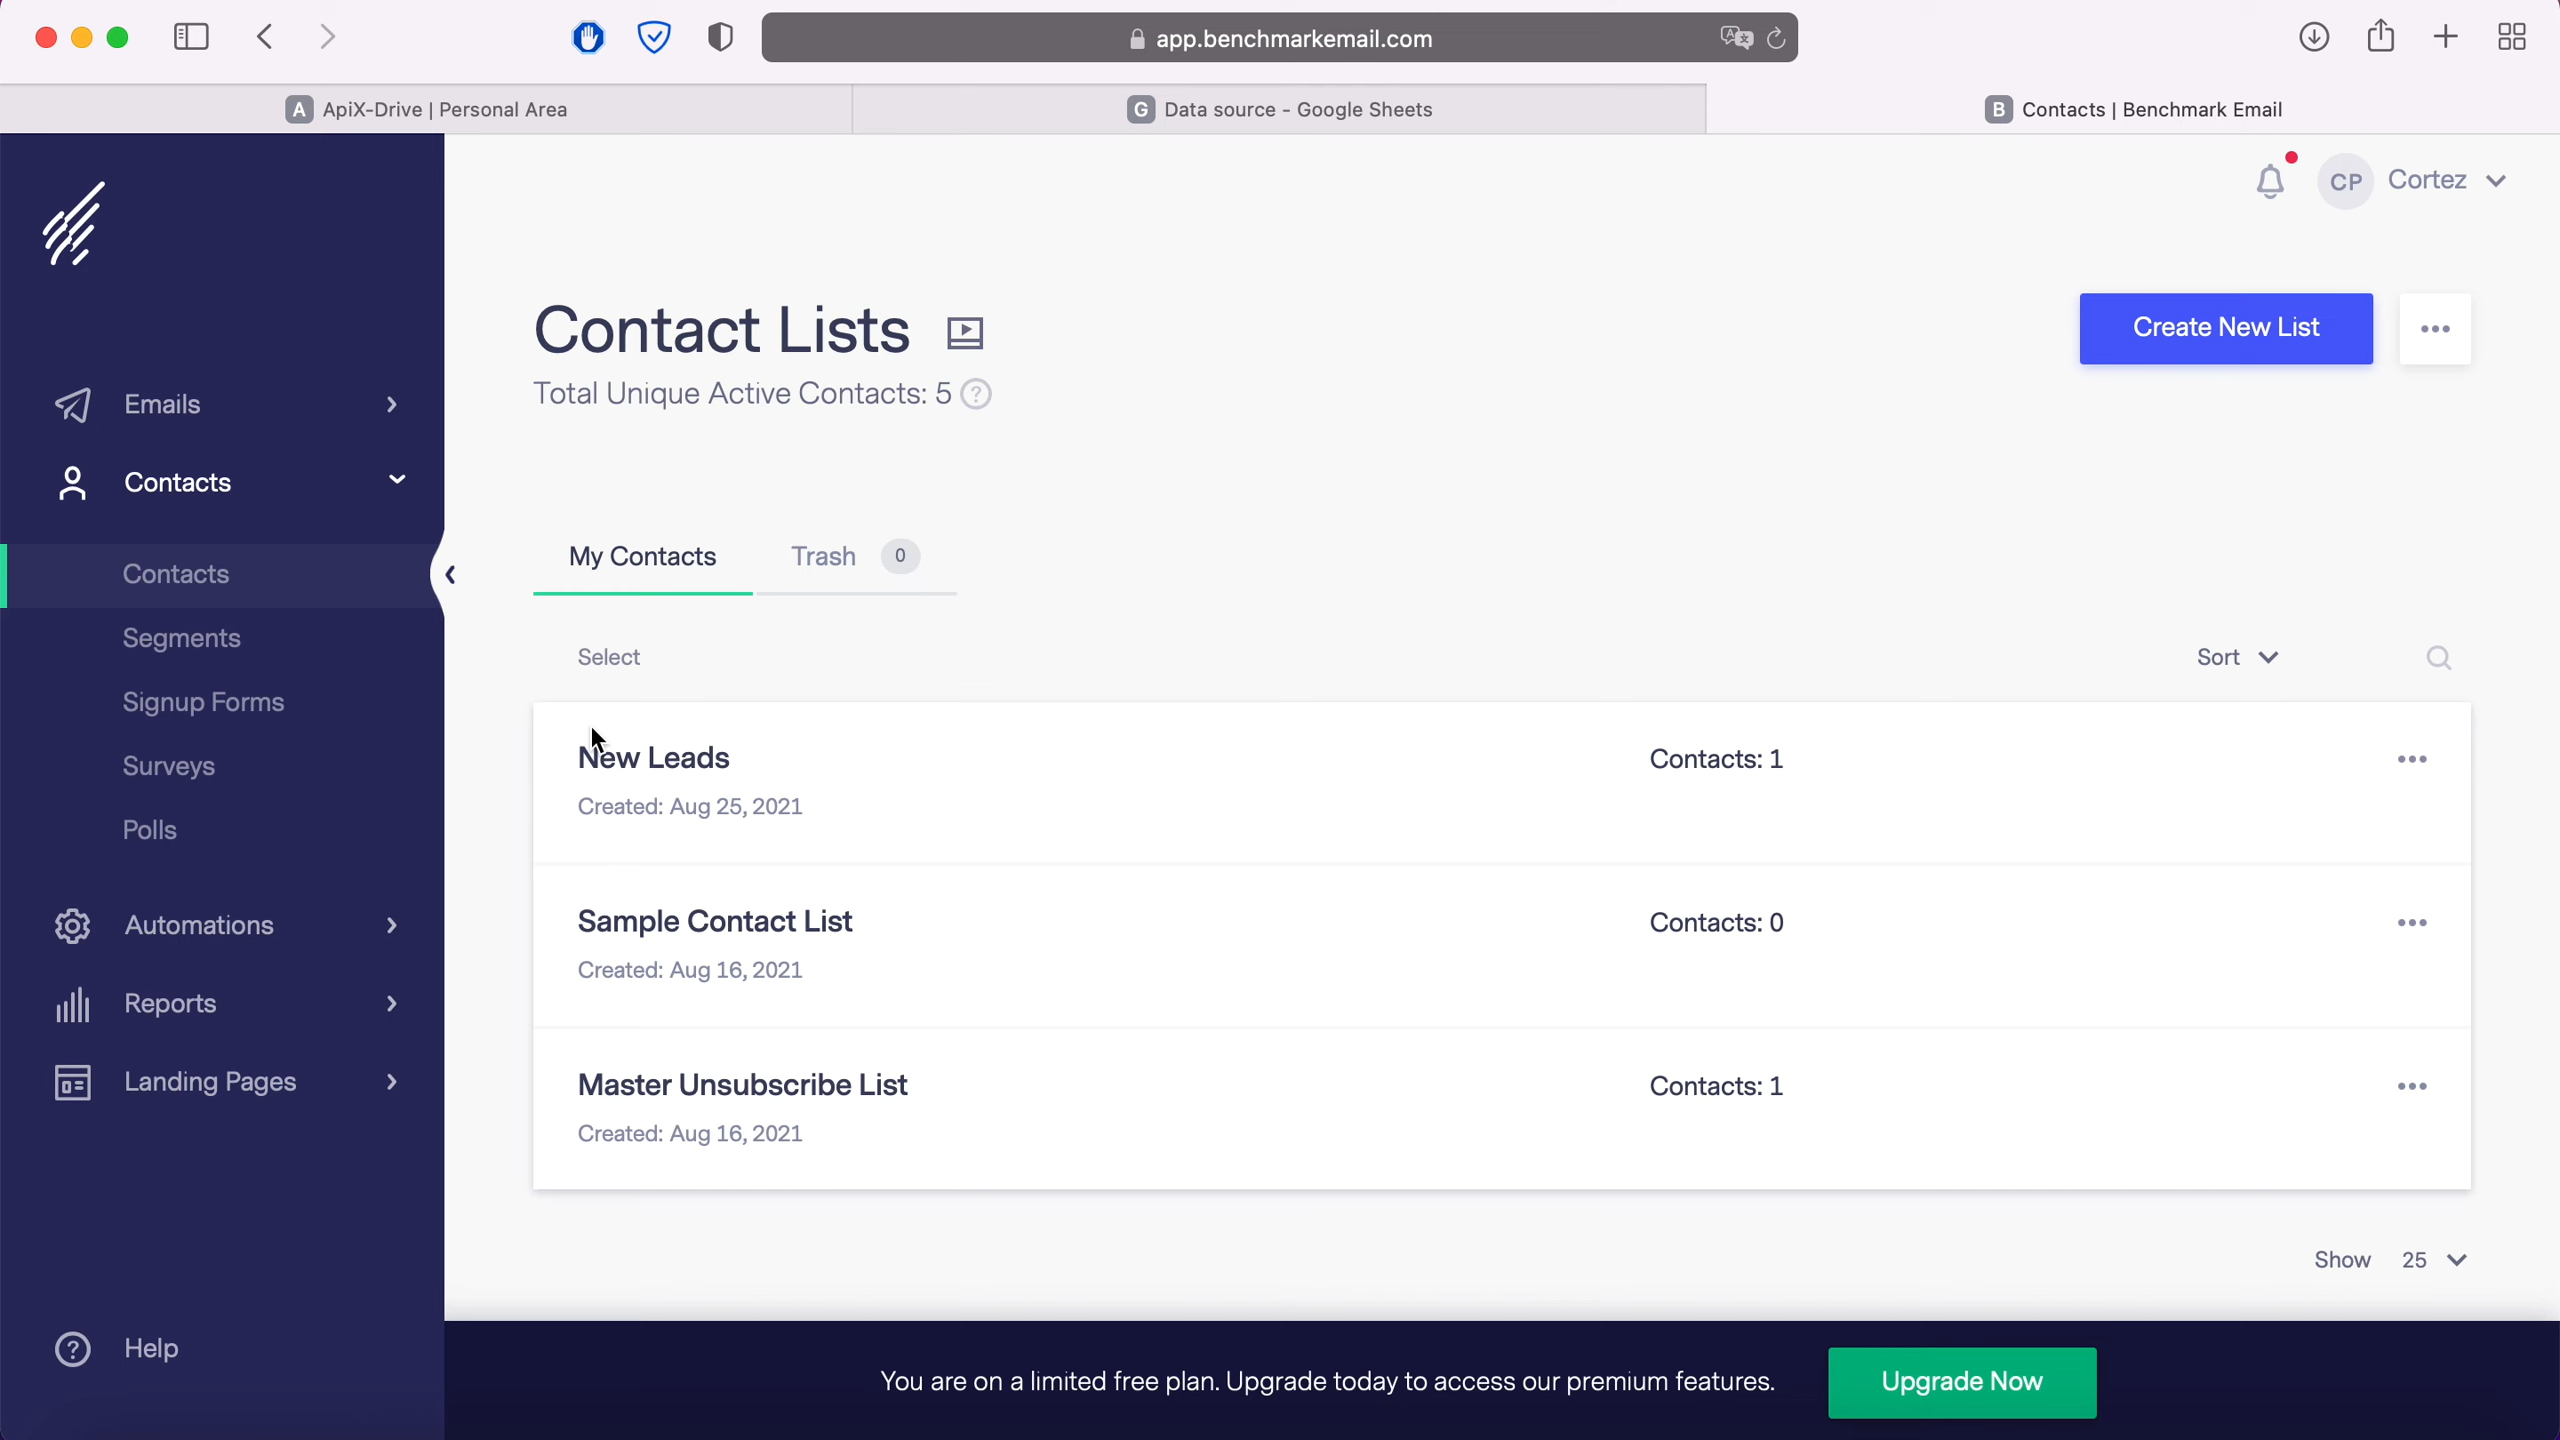 app.benchmarkemail.com
A ApiX-Drive | Personal Area
G Data source - Google Sheets
B Contacts | Benchmark Email
CP Cortez
Emails
Contacts
Contacts
Segments
Signup Forms
Surveys
Polls
Automations
Reports
Landing Pages
Help
Contact Lists
Total Unique Active Contacts: 5 ?
Create New List
My Contacts
Trash 0
Select
Sort
New Leads
Contacts: 1
Created: Aug 25, 2021
Sample Contact List
Contacts: 0
Created: Aug 16, 2021
Master Unsubscribe List
Contacts: 1
Created: Aug 16, 2021
Show 25
You are on a limited free plan. Upgrade today to access our premium features.
Upgrade Now